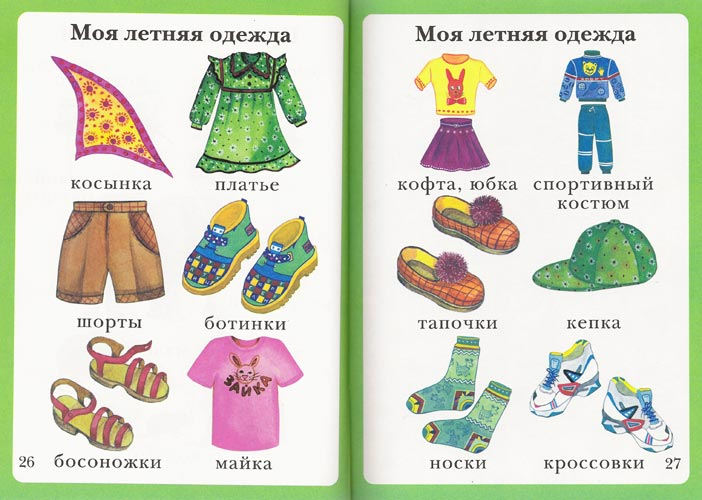 Моя летняя одежда
косынка
платье
шорты
ботинки
ЗАЙКА
босоножки
майка
26
Моя летняя одежда
кофта, юбка
спортивный
костюм
тапочки
кепка
носки
кроссовки
27